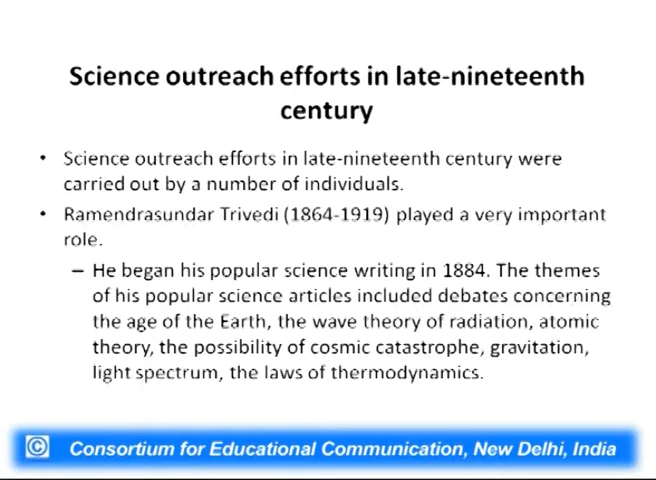 Science outreach efforts in late-nineteenth
century
• Science outreach efforts in late-nineteenth century were
carried out by a number of individuals.
• Ramendrasundar Trivedi (1864-1919) played a very important
role.
– He began his popular science writing in 1884. The themes
of his popular science articles included debates concerning
the age of the Earth, the wave theory of radiation, atomic
theory, the possibility of cosmic catastrophe, gravitation,
light spectrum, the laws of thermodynamics.
© Consortium for Educational Communication, New Delhi, India